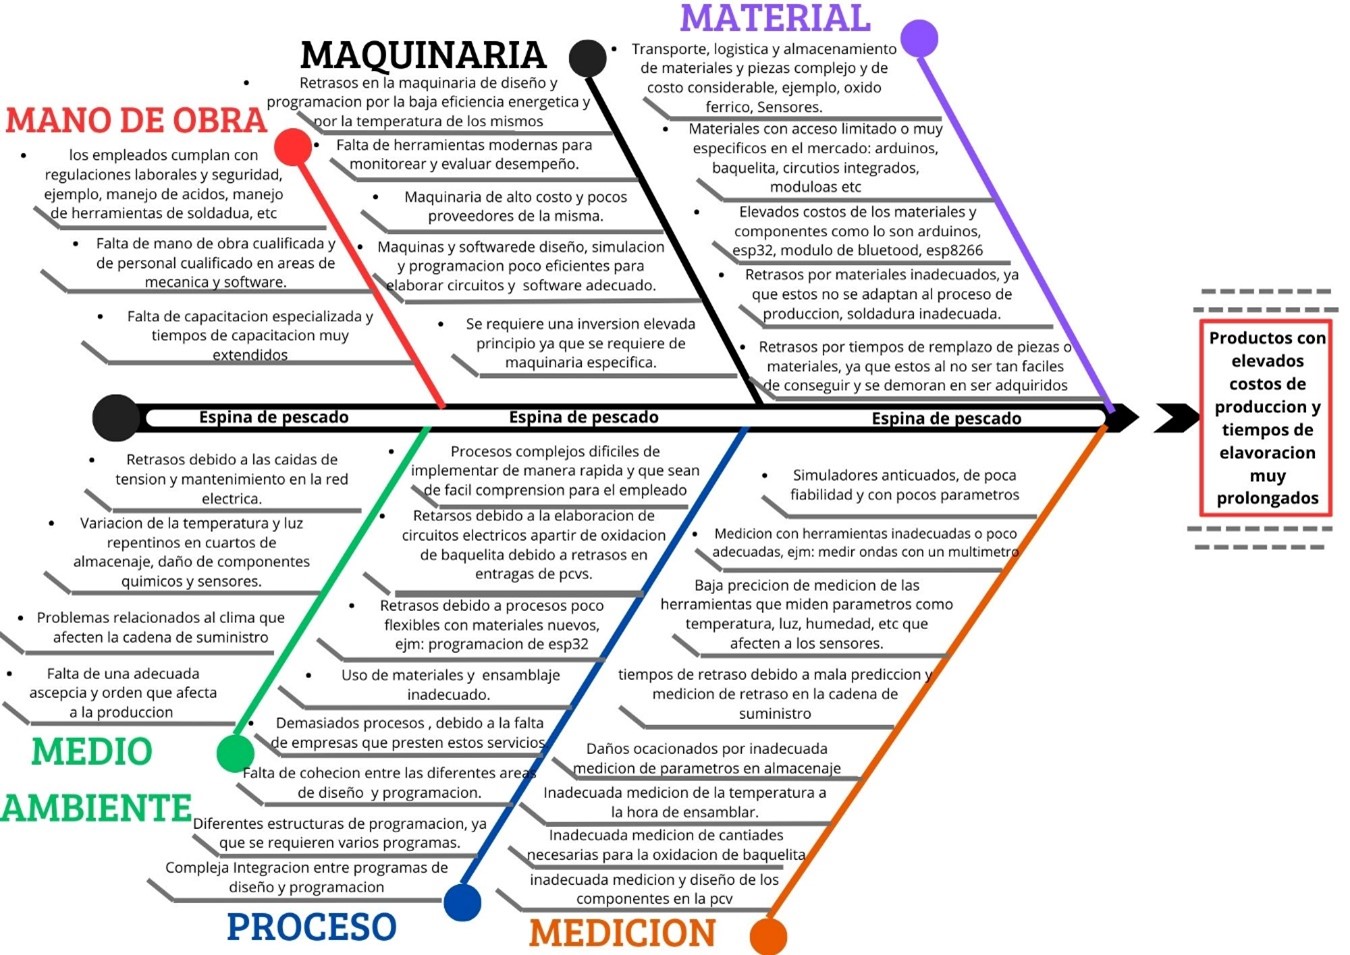 MANO DE OBRA
los empleados cumplan con
regulaciones laborales y seguridad,
ejemplo, manejo de acidos, manejo
de herramientas de soldadua, etc
Falta de mano de obra cualificada y
de personal cualificado en areas de
mecanica y software.
Falta de capacitacion especializada y
tiempos de capacitacion muy
extendidos
MAQUINARIA
Retrasos en la maquinaria de diseño y
programacion por la baja eficiencia energetica y
por la temperatura de los mismos
Falta de herramientas modernas para
monitorear y evaluar desempeño.
Maquinaria de alto costo y pocos
proveedores de la misma.
Maquinas y softwarede diseño, simulacion
y programacion poco eficientes para
elaborar circuitos y software adecuado.
Se requiere una inversion elevada
principio ya que se requiere de
maquinaria especifica.
MATERIAL
Transporte, logistica y almacenamiento
de materiales y piezas complejo y de
costo considerable, ejemplo, oxido
ferrico, Sensores.
Materiales con acceso limitado o muy
especificos en el mercado: arduinos,
baquelita, circutios integrados,
moduloas etc
Elevados costos de los materiales y
componentes como lo son arduinos,
esp32, modulo de bluetood, esp8266
Retrasos por materiales inadecuados, ya
que estos no se adaptan al proceso de
produccion, soldadura inadecuada.
Retrasos por tiempos de remplazo de piezas o
materiales, ya que estos al no ser tan faciles
de conseguir y se demoran en ser adquiridos
Espina de pescado
Espina de pescado
Espina de pescado
Productos con
elevados
costos de
produccion y
tiempos de
elavoracion
muy
prolongados
Retrasos debido a las caidas de
tension y mantenimiento en la red
electrica.
Variacion de la temperatura y luz
repentinos en cuartos de
almacenaje, daño de componentes
quimicos y sensores.
Problemas relacionados al clima que
afecten la cadena de suministro
Falta de una adecuada
ascepcia y orden que afecta
a la produccion
MEDIO
AMBIENTE
Procesos complejos dificiles de
implementar de manera rapida y que sean
de facil comprension para el empleado
Retarsos debido a la elaboracion de
circuitos electricos apartir de oxidacion
de baquelita debido a retrasos en
entragas de pcvs.
Retrasos debido a procesos poco
flexibles con materiales nuevos,
ejm: programacion de esp32
Uso de materiales y ensamblaje
inadecuado.
Demasiados procesos , debido a la falta
de empresas que presten estos servicios
Falta de cohecion entre las diferentes areas
de diseño y programacion.
Diferentes estructuras de programacion, ya
que se requieren varios programas.
Compleja Integracion entre programas de
diseño y programacion
PROCESO
Simuladores anticuados, de poca
fiabilidad y con pocos parametros
Medicion con herramientas inadecuadas o poco
adecuadas, ejm: medir ondas con un multimetro
Baja precicion de medicion de las
herramientas que miden parametros como
temperatura, luz, humedad, etc que
afecten a los sensores.
tiempos de retraso debido a mala prediccion y
medicion de retraso en la cadena de
suministro
Daños ocacionados por inadecuada
medicion de parametros en almacenaje
Inadecuada medicion de la temperatura a
la hora de ensamblar.
Inadecuada medicion de cantiades
necesarias para la oxidacion de baquelita
inadecuada medicion y diseño de los
componentes en la pcv
MEDICION